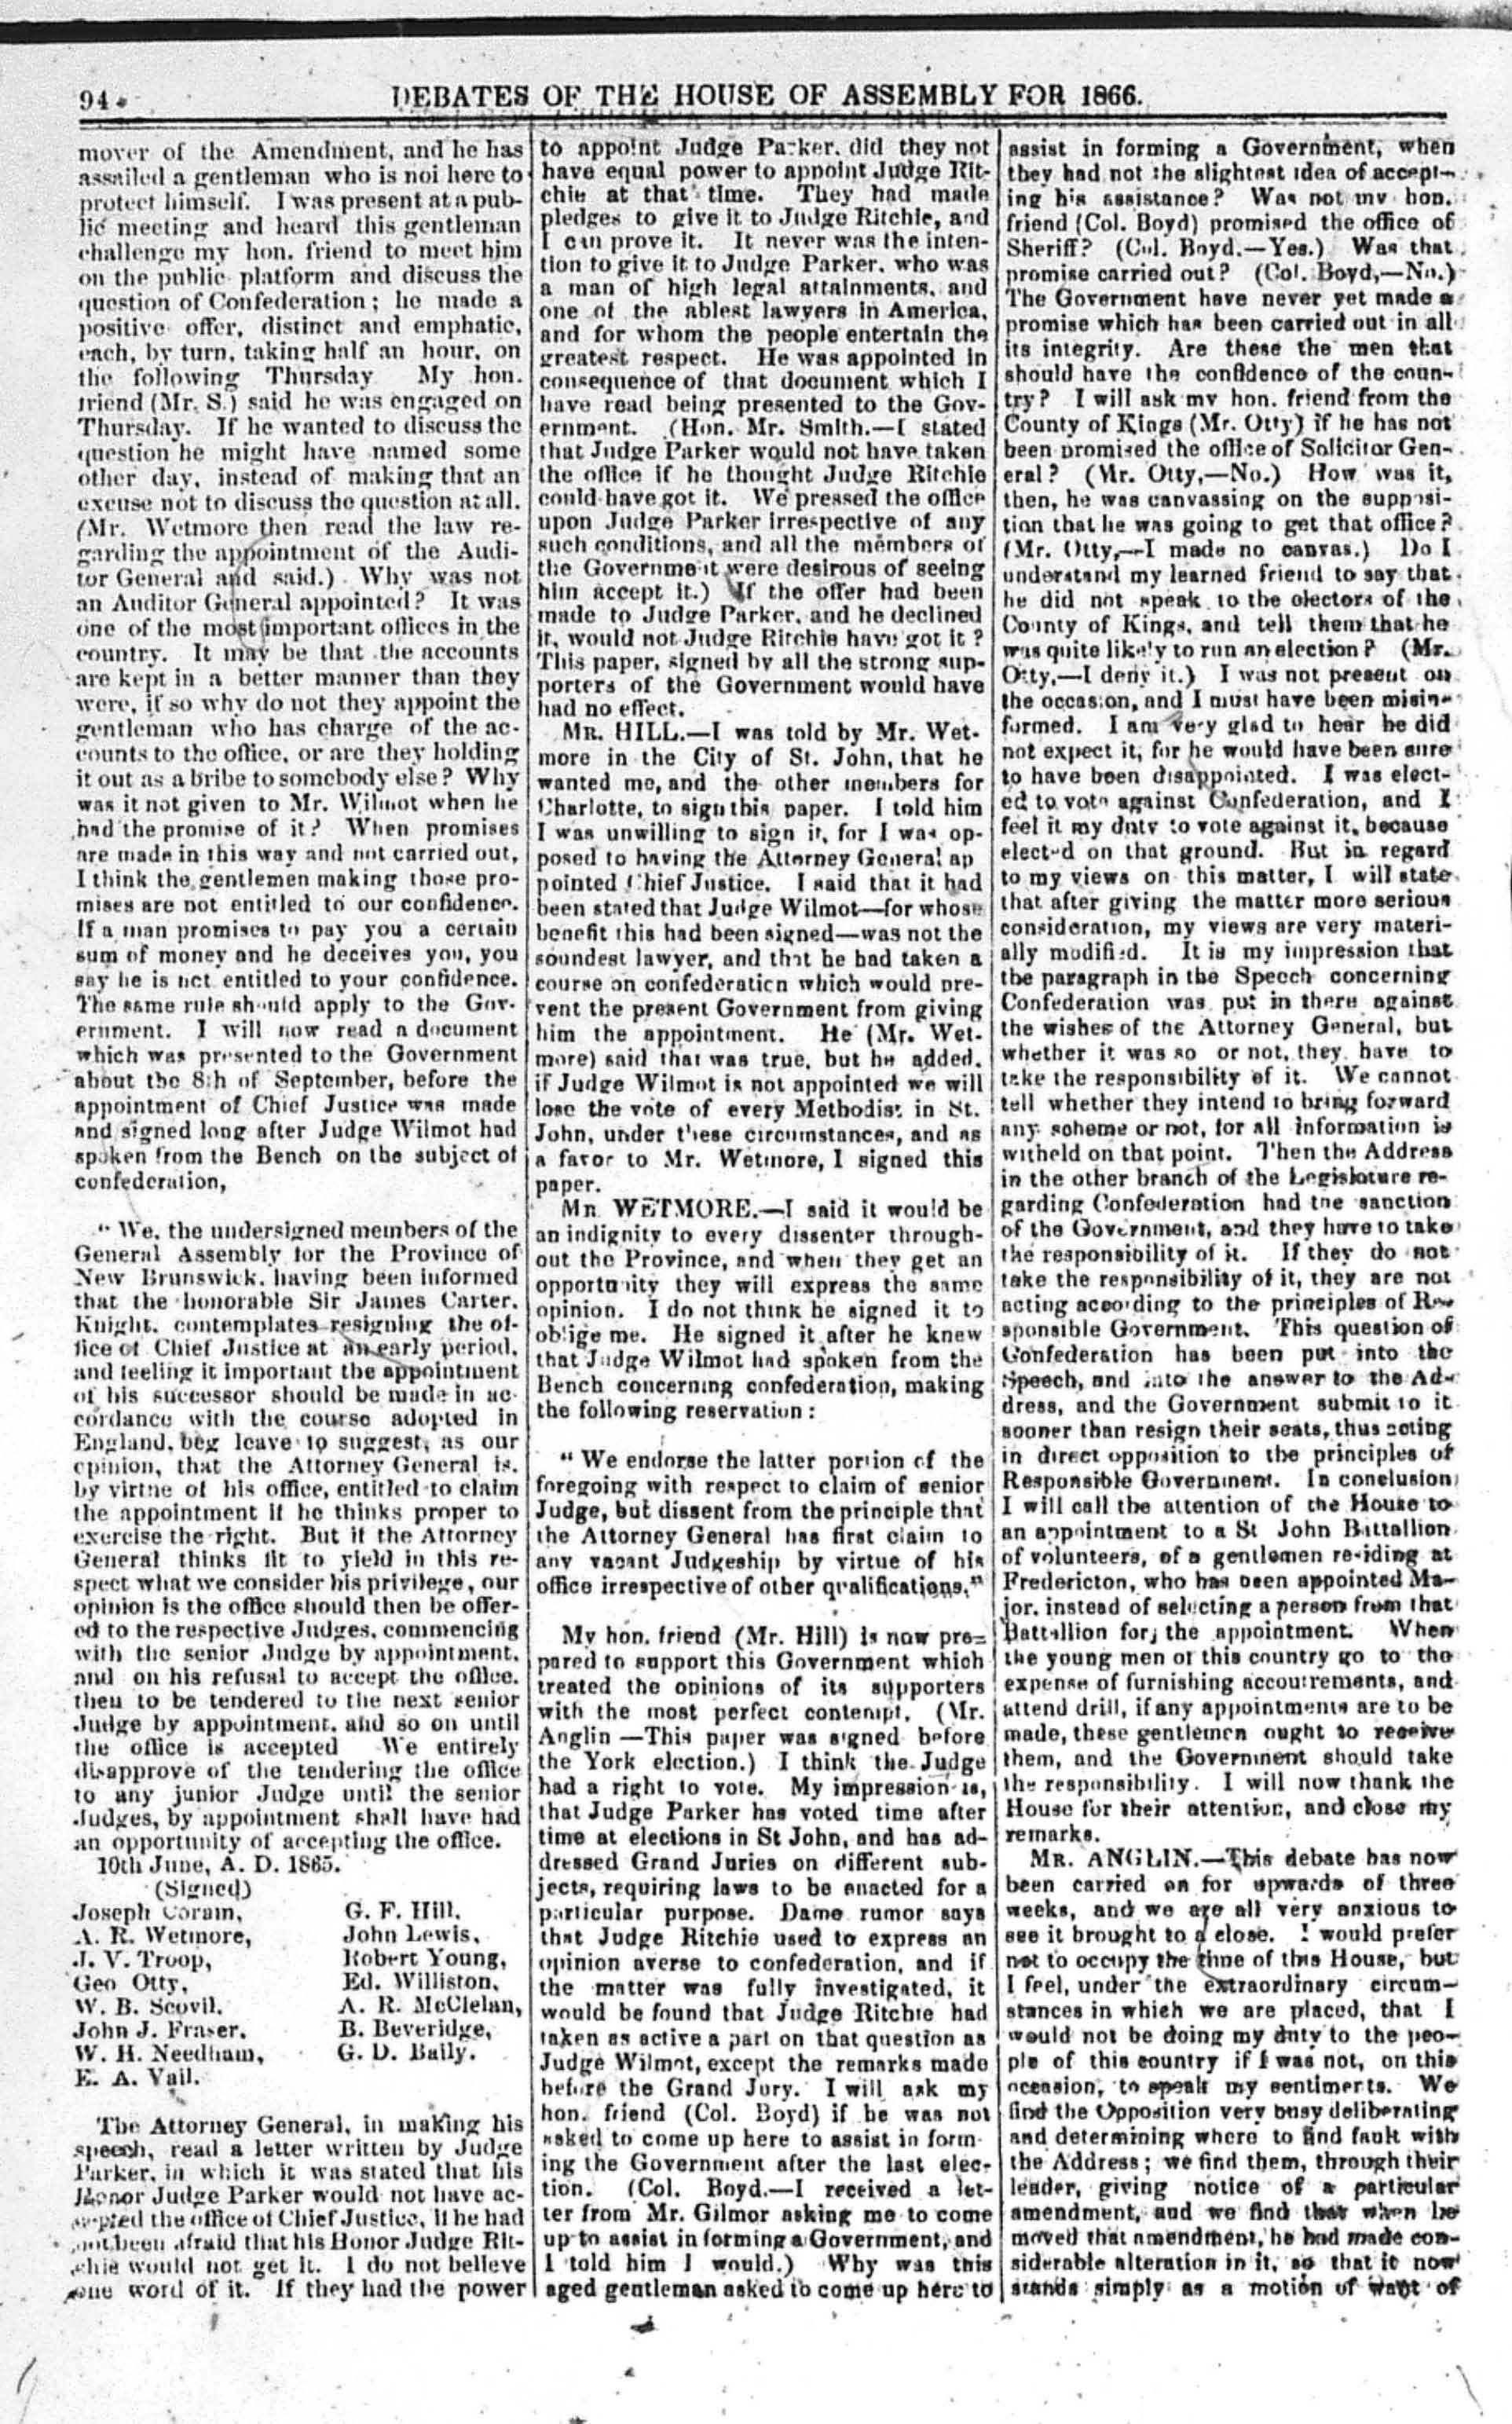 94
DEBATES OF THE HOUSE OF ASSEMBLY FOR 1866.
mover of the Amendment, and he has
assailed a gentleman who is noi here to
protect himself. I was present at a pub-
lic meeting and heard this gentleman
challenge my hon. friend to meet him
on the public platform and discuss the
question of Confederation; he made a
positive offer, distinct and emphatic,
each, by turn, taking half an hour, on
the following Thursday My hon.
friend (Mr. S.) said he was engaged on
Thursday. If he wanted to discuss the
question he might have named some
other day, instead of making that an
excuse not to discuss the question at all.
(Mr. Wetmore then read the law re-
garding the appointment of the Audi-
tor General and said.) Why was not
an Auditor General appointed? It was
one of the most important offices in the
country. It may be that the accounts
are kept in a better manner than they
were, if so why do not they appoint the
gentleman who has charge of the ac-
counts to the office, or are they holding
it out as a bribe to somebody else? Why
was it not given to Mr. Wilmot when he
had the promise of it? When promises
are made in this way and not carried out,
I think the gentlemen making those pro-
mises are not entitled to our confidence.
If a man promises to pay you a certain
sum of money and he deceives you, you
say he is not entitled to your confidence.
The same rule should apply to the Gov-
ernment. I will now read a document
which was presented to the Government
about the 8th of September, before the
appointment of Chief Justice was made
and signed long after Judge Wilmot had
spoken from the Bench on the subject of
confederation,
" We, the undersigned members of the
General Assembly for the Province of
New Brunswick, having been informed
that the honorable Sir James Carter,
Knight, contemplates resigning the of-
fice of Chief Justice at an early period,
and feeling it important the appointment
of his successor should be made in ac-
cordance with the course adopted in
England, beg leave to suggest, as our
opinion, that the Attorney General is,
by virtue of his office, entitled to claim
the appointment if he thinks proper to
exercise the right. But if the Attorney
General thinks fit to yield in this re-
spect what we consider his privilege, our
opinion is the office should then be offer-
ed to the respective Judges, commencing
with the senior Judge by appointment,
and on his refusal to accept the office,
then to be tendered to the next senior
Judge by appointment, and so on until
the office is accepted We entirely
disapprove of the tendering the office
to any junior Judge until the senior
Judges, by appointment shall have had
an opportunity of accepting the office.
10th June, A. D. 1865.
(Signed)
Joseph Coram, G. F. Hill,
A. R. Wetmore, John Lewis,
J. V. Troop, Robert Young,
Geo Otty, Ed. Williston,
W. B. Scovil, A. R. McClelan,
John J. Fraser, B. Beveridge,
W. H. Needham, G. D. Baily.
E. A. Vail.
The Attorney General, in making his
speech, read a letter written by Judge
Parker, in which it was stated that his
Honor Judge Parker would not have ac-
cepted the office of Chief Justice, if he had
not been afraid that his Honor Judge Rit-
chie would not get it. I do not believe
one word of it. If they had the power
to appoint Judge Parker, did they not
have equal power to appoint Judge Rit-
chie at that time. They had made
pledges to give it to Judge Ritchie, and
I can prove it. It never was the inten-
tion to give it to Judge Parker, who was
a man of high legal attainments, and
one of the ablest lawyers in America,
and for whom the people entertain the
greatest respect. He was appointed in
consequence of that document which I
have read being presented to the Gov-
ernment. (Hon. Mr. Smith.—I stated
that Judge Parker would not have taken
the office if he thought Judge Ritchie
could have got it. We pressed the office
upon Judge Parker irrespective of any
such conditions, and all the members of
the Government were desirous of seeing
him accept it.) If the offer had been
made to Judge Parker, and he declined
it, would not Judge Ritchie have got it?
This paper, signed by all the strong sup-
porters of the Government would have
had no effect.
MR. HILL.—I was told by Mr. Wet-
more in the City of St. John, that he
wanted me, and the other members for
Charlotte, to sign this paper. I told him
I was unwilling to sign it, for I was op-
posed to having the Attorney General ap
pointed Chief Justice. I said that it had
been stated that Judge Wilmot—for whose
benefit this had been signed—was not the
soundest lawyer, and that he had taken a
course on confederation which would pre-
vent the present Government from giving
him the appointment. He (Mr. Wet-
more) said that was true, but he added,
if Judge Wilmot is not appointed we will
lose the vote of every Methodist in St.
John, under these circumstances, and as
a favor to Mr. Wetmore, I signed this
paper.
MR WETMORE.—I said it would be
an indignity to every dissenter through-
out the Province, and when they get an
opportunity they will express the same
opinion. I do not think he signed it to
oblige me. He signed it after he knew
that Judge Wilmot had spoken from the
Bench concerning confederation, making
the following reservation:
" We endorse the latter portion of the
foregoing with respect to claim of senior
Judge, but dissent from the principle that
the Attorney General has first claim to
any vacant Judgeship by virtue of his
office irrespective of other qualifications."
My hon. friend (Mr. Hill) is now pre-
pared to support this Government which
treated the opinions of its supporters
with the most perfect contempt. (Mr.
Anglin —This paper was signed before
the York election.) I think the Judge
had a right to vote. My impression is,
that Judge Parker has voted time after
time at elections in St John, and has ad-
dressed Grand Juries on different sub-
jects, requiring laws to be enacted for a
particular purpose. Dame rumor says
that Judge Ritchie used to express an
opinion averse to confederation, and if
the matter was fully investigated, it
would be found that Judge Ritchie had
taken as active a part on that question as
Judge Wilmot, except the remarks made
before the Grand Jury. I will ask my
hon. friend (Col. Boyd) if he was not
asked to come up here to assist in form-
ing the Government after the last elec-
tion. (Col. Boyd.—I received a let-
ter from Mr. Gilmor asking me to come
up to assist in forming a Government, and
I told him I would.) Why was this
aged gentleman asked to come up here to
assist in forming a Government, when
they had not the slightest idea of accept-
ing his assistance? Was not my hon.
friend (Col. Boyd) promised the office of
Sheriff? (Col. Boyd.—Yes.) Was that
promise carried out? (Col. Boyd,—No.)
The Government have never yet made a
promise which has been carried out in all
its integrity. Are these the men that
should have the confidence of the coun-
try? I will ask my hon. friend from the
County of Kings (Mr. Otty) if he has not
been promised the office of Solicitor Gen-
eral? (Mr. Otty,—No.) How was it,
then, he was canvassing on the supposi-
tion that he was going to get that office?
(Mr. Otty,—I made no canvas.) Do I
understand my learned friend to say that
he did not speak to the electors of the
County of Kings, and tell them that he
was quite likely to run an election? (Mr.
Otty,—I deny it.) I was not present on
the occasion, and I must have been misin-
formed. I am very glad to hear he did
not expect it, for he would have been sure
to have been disappointed. I was elect-
ed to vote against Confederation, and I
feel it my duty to vote against it, because
elected on that ground. But in regard
to my views on this matter, I will state
that after giving the matter more serious
consideration, my views are very materi-
ally modified. It is my impression that
the paragraph in the Speech concerning
Confederation was put in there against
the wishes of the Attorney General, but
whether it was so or not, they have to
take the responsibility of it. We cannot
tell whether they intend to bring forward
any scheme or not, for all information is
witheld on that point. Then the Address
in the other branch of the Legislature re-
garding Confederation had the sanction
of the Government, and they have to take
the responsibility of it. If they do not
take the responsibility of it, they are not
acting according to the principles of Re-
sponsible Government. This question of
Confederation has been put into the
Speech, and into the answer to the Ad-
dress, and the Government submit to it
sooner than resign their seats, thus acting
in direct opposition to the principles of
Responsible Government. In conclusion
I will call the attention of the House to
an appointment to a St John Battallion
of volunteers, of a gentlemen residing at
Fredericton, who has been appointed Ma-
jor, instead of selecting a person from that
Battallion for the appointment. When
the young men of this country go to the
expense of furnishing accoutrements, and
attend drill, if any appointments are to be
made, these gentlemen ought to receive
them, and the Government should take
the responsibility. I will now thank the
House for their attention, and close my
remarks.
MR. ANGLIN.—This debate has now
been carried on for upwards of three
weeks, and we are all very anxious to
see it brought to a close. I would prefer
not to occupy the time of this House, but
I feel, under the extraordinary circum-
stances in which we are placed, that I
would not be doing my duty to the peo-
ple of this country if I was not, on this
occasion, to speak my sentiments. We
find the Opposition very busy deliberating
and determining where to find fault with
the Address; we find them, through their
leader, giving notice of a particular
amendment, and we find that when he
moved that amendment, he had made con-
siderable alteration in it, so that it now
stands simply as a motion of want of